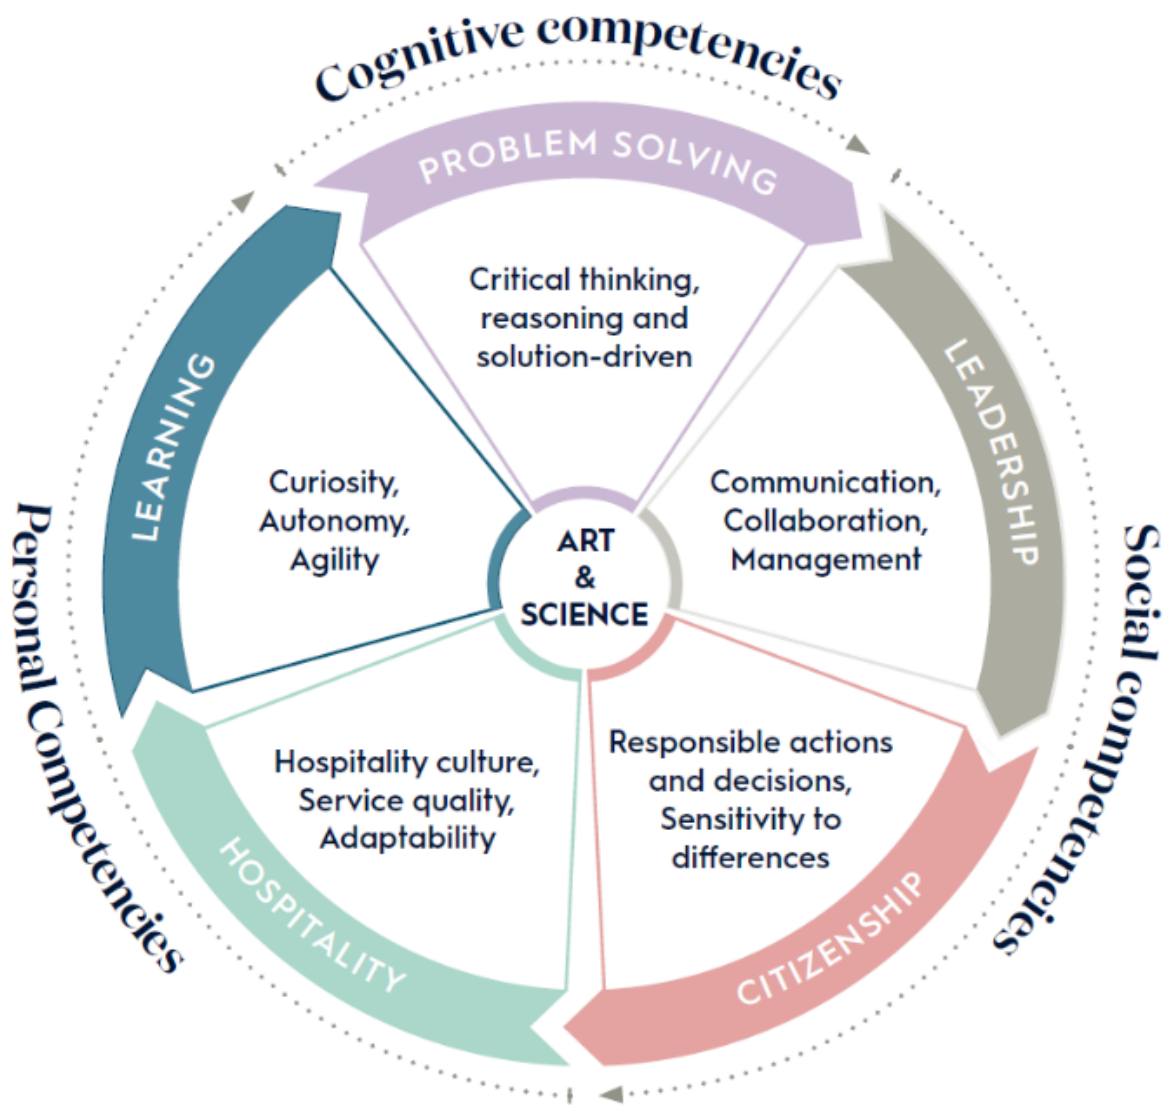 Cognitive competencies
PROBLEM SOLVING
Critical thinking,
reasoning and
solution-driven
LEADERSHIP
Communication,
Collaboration,
Management
Social competencies
CITIZENSHIP
Responsible actions
and decisions,
Sensitivity to
differences
HOSPITALITY
Hospitality culture,
Service quality,
Adaptability
Personal Competencies
LEARNING
Curiosity,
Autonomy,
Agility
ART
&
SCIENCE